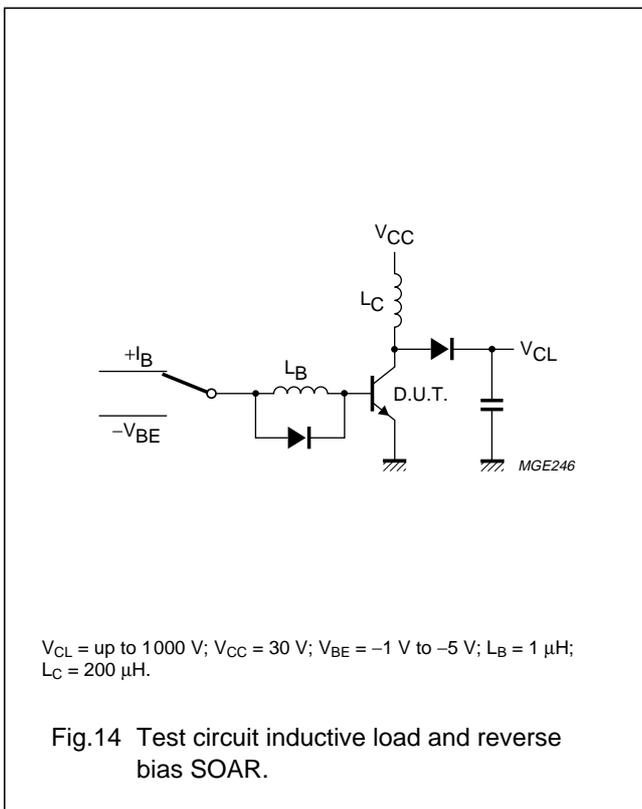 VCC
LC
+IB
LB
VCL
D.U.T.
−VBE
MGE246
VCL = up to 1000 V; VCC = 30 V; VBE = −1 V to −5 V; LB = 1 μH;
LC = 200 μH.
Fig.14 Test circuit inductive load and reverse
bias SOAR.